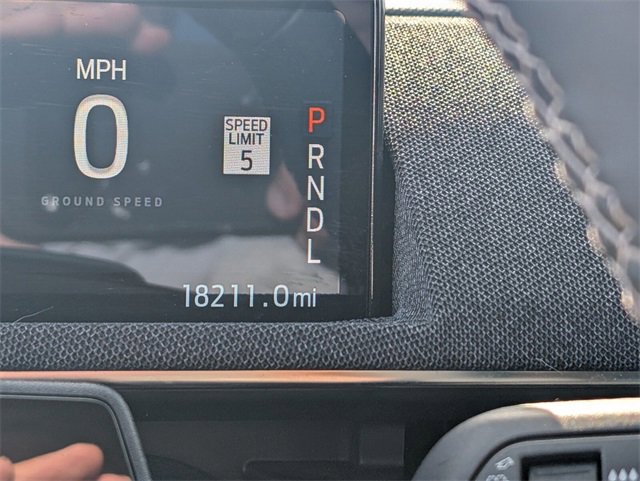 MPH
0
GROUND SPEED
SPEED
LIMIT
5
P
R
N
D
L
18211.0mi